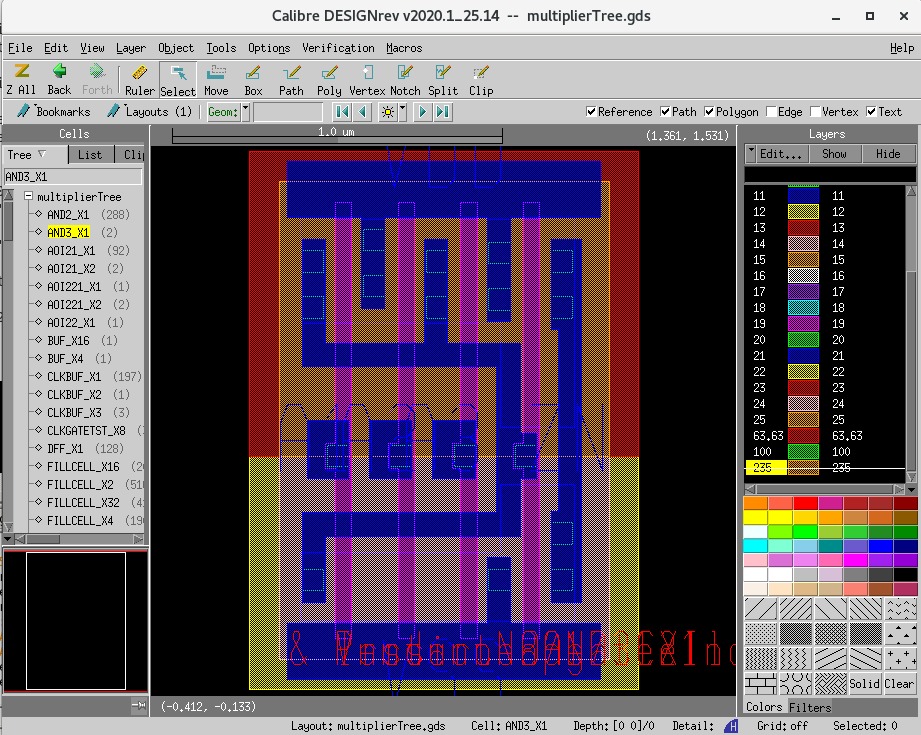 Calibre DESIGNrev v2020.1_25.14 -- multiplierTree.gds
File Edit View Layer Object Tools Options Verification Macros Help
Z All Back Forth Ruler Select Move Box Path Poly Vertex Notch Split Clip
Bookmarks Layouts (1) Geom: Reference Path Polygon Edge Vertex Text
Cells
Tree List Cli
AND3_X1
multiplierTree
AND2_X1 (288)
AND3_X1 (2)
AOI21_X1 (92)
AOI21_X2 (2)
AOI221_X1 (1)
AOI221_X2 (2)
AOI22_X1 (1)
BUF_X16 (1)
BUF_X4 (1)
CLKBUF_X1 (197)
CLKBUF_X2 (1)
CLKBUF_X3 (3)
CLKGATETST_X8 (
DFF_X1 (128)
FILLCELL_X16 (2
FILLCELL_X2 (51
FILLCELL_X32 (4
FILLCELL_X4 (19
1.0 um
(1.361, 1.531)
(-0.412, -0.133)
Layers
Edit... Show Hide
11 11
12 12
13 13
14 14
15 15
16 16
17 17
18 18
19 19
20 20
21 21
22 22
23 23
24 24
25 25
63.63 63.63
100 100
235 235
Solid Clear
Colors Filters
Layout: multiplierTree.gds Cell: AND3_X1 Depth: [0 0]/0 Detail: H Grid: off Selected: 0